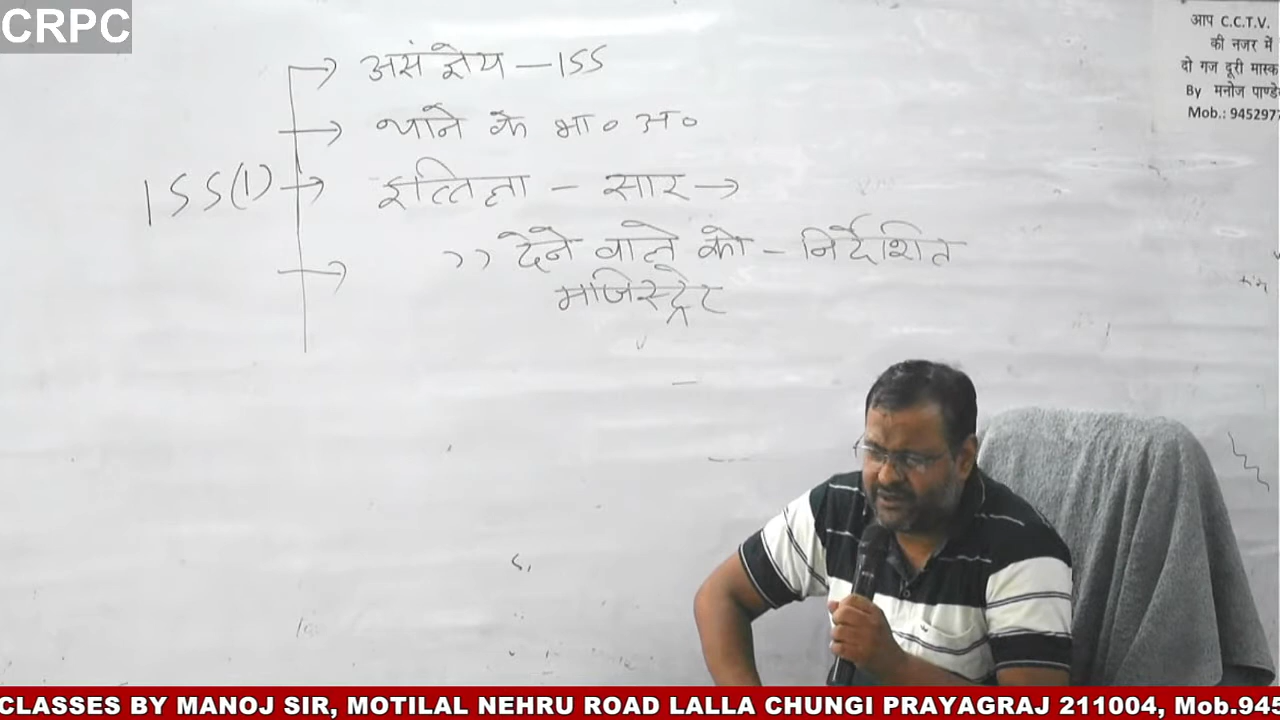 CRPC
असंज्ञेय - 155
थाने के भा० अ०
155(1) इत्तिला - सार →
,, देने वाले को - निर्देशित
मजिस्ट्रेट
आप C.C.T.V.
की नजर में
दो गज दूरी मास्क
By मनोज पाण्डे
Mob.: 945297
CLASSES BY MANOJ SIR, MOTILAL NEHRU ROAD LALLA CHUNGI PRAYAGRAJ 211004, Mob.945